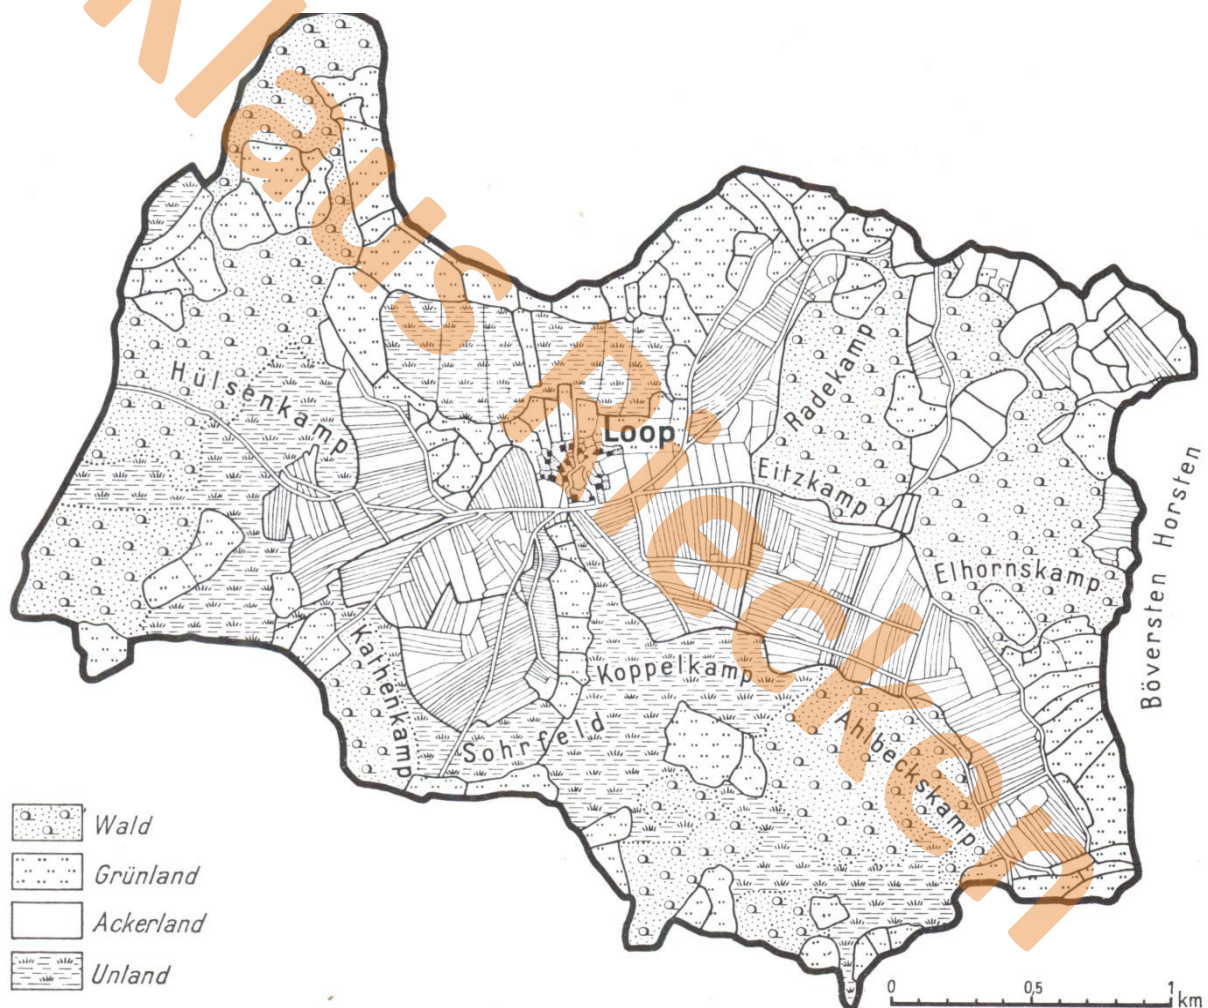 Klaus Riecken
Hülsenkamp
Loop
Radekamp
Eitzkamp
Elhornskamp
Böversten Horsten
Kathenkamp
Koppelkamp
Sohrfeld
Ahlbeckskamp
Wald
Grünland
Ackerland
Unland
0 0,5 1 km